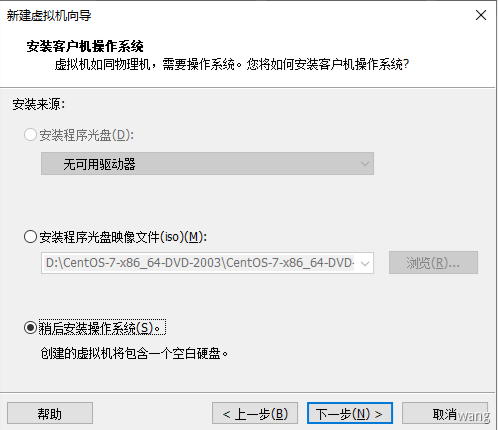 新建虚拟机向导
安装客户机操作系统
虚拟机如同物理机，需要操作系统。您将如何安装客户机操作系统?
安装来源:
安装程序光盘(D):
无可用驱动器
安装程序光盘映像文件(iso)(M):
D:\CentOS-7-x86_64-DVD-2003\CentOS-7-x86_64-DVD-
浏览(R)...
稍后安装操作系统(S)。
创建的虚拟机将包含一个空白硬盘。
帮助
< 上一步(B)
下一步(N) >
取消
wang